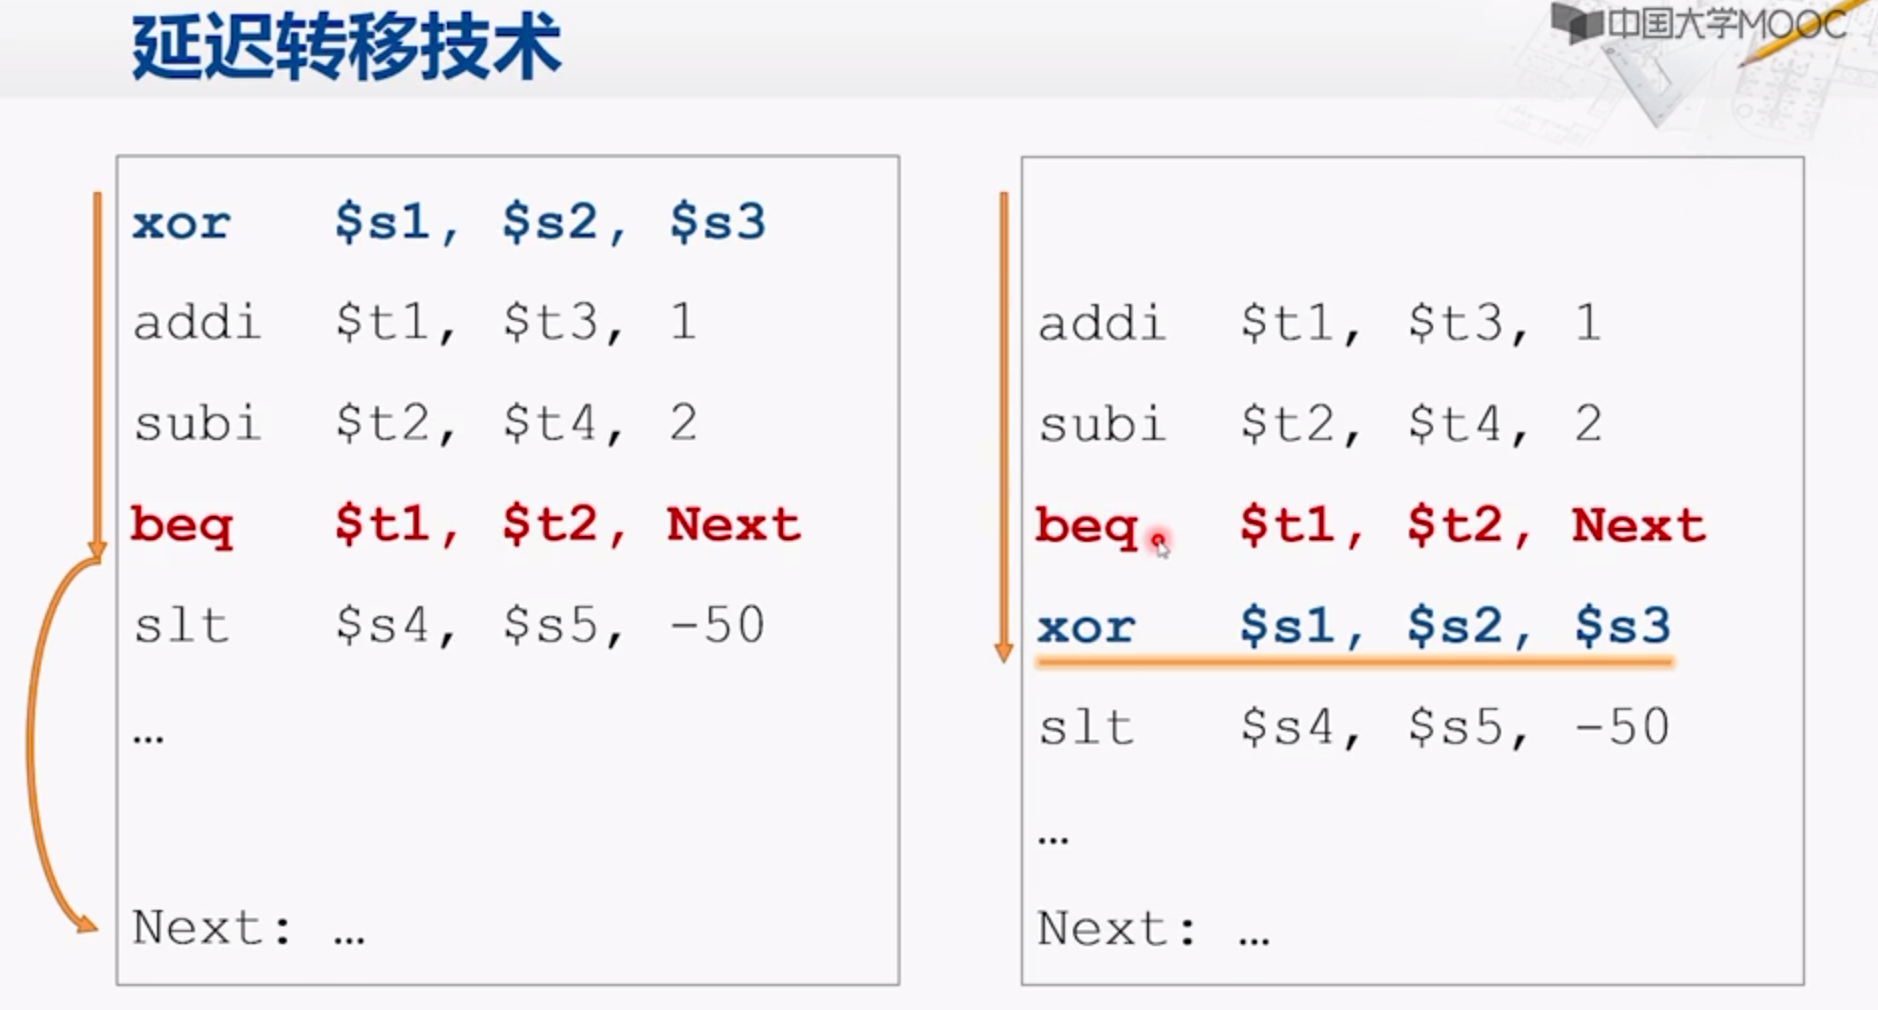 延迟转移技术
中国大学MOOC
xor $s1, $s2, $s3
addi $t1, $t3, 1
subi $t2, $t4, 2
beq $t1, $t2, Next
slt $s4, $s5, -50
…
Next: …
addi $t1, $t3, 1
subi $t2, $t4, 2
beq $t1, $t2, Next
xor $s1, $s2, $s3
slt $s4, $s5, -50
…
Next: …